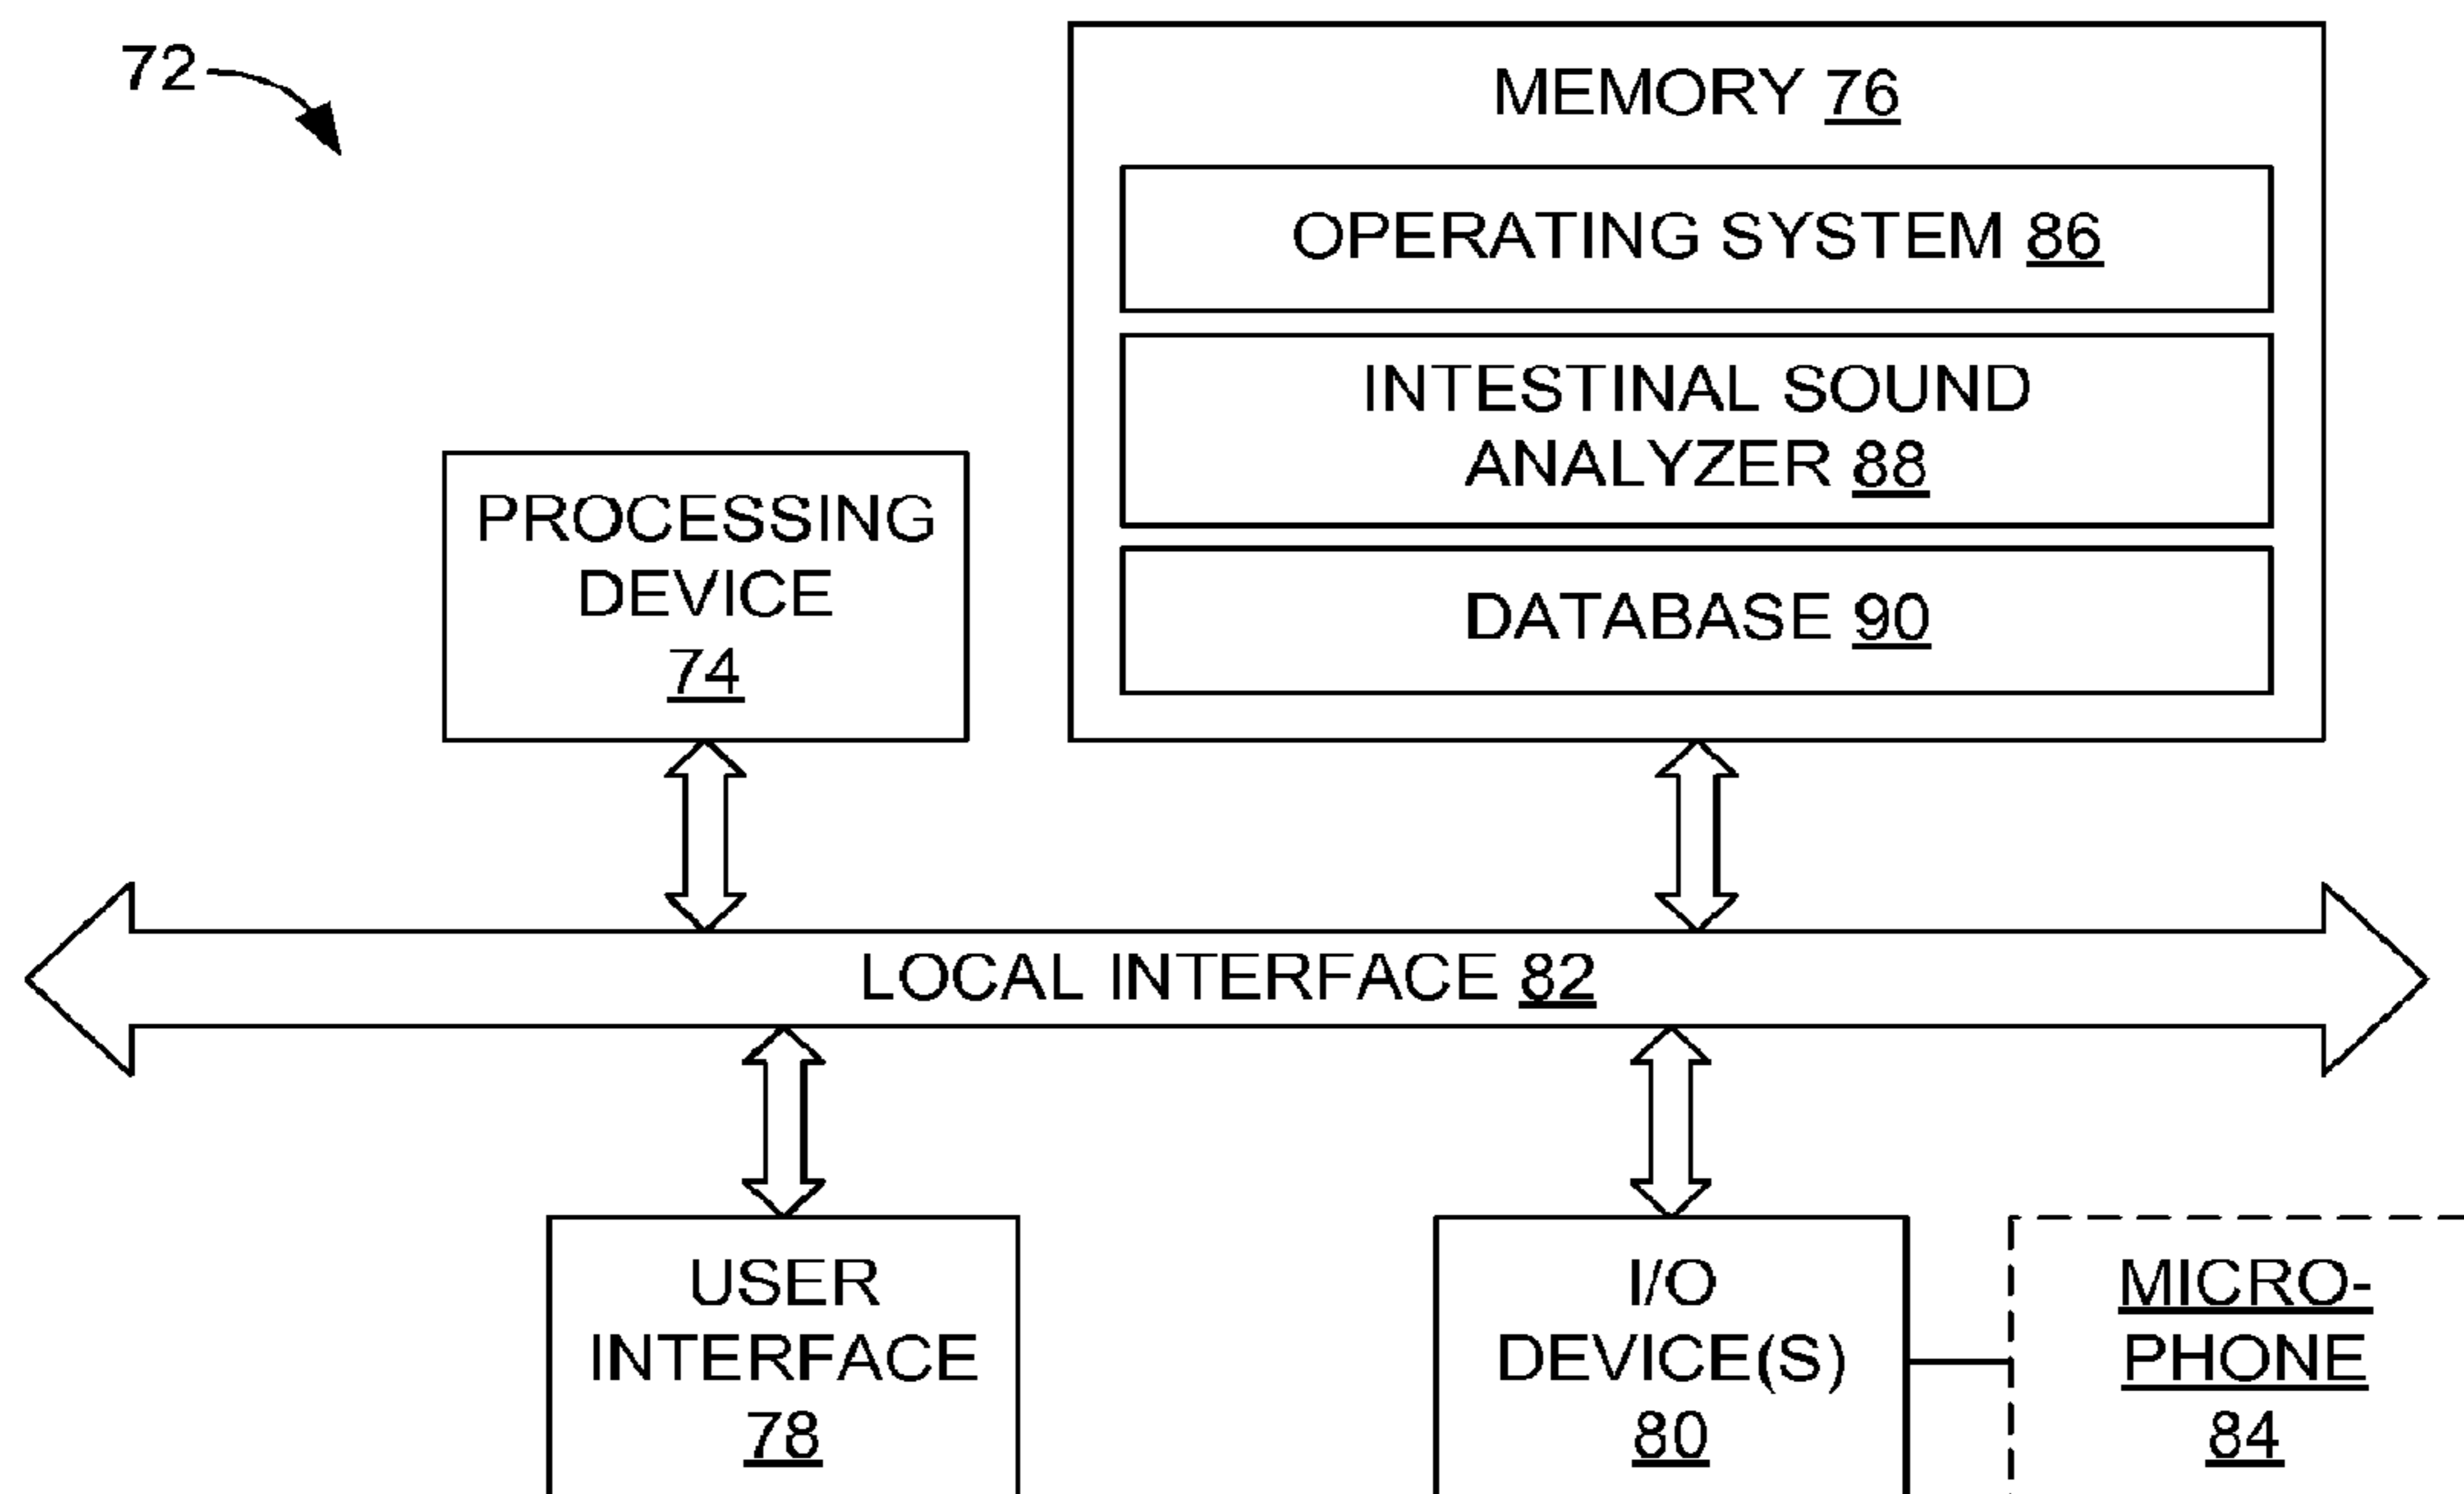 72
MEMORY 76
OPERATING SYSTEM 86
INTESTINAL SOUND
ANALYZER 88
DATABASE 90
PROCESSING
DEVICE
74
LOCAL INTERFACE 82
USER
INTERFACE
78
I/O
DEVICE(S)
80
MICRO-
PHONE
84